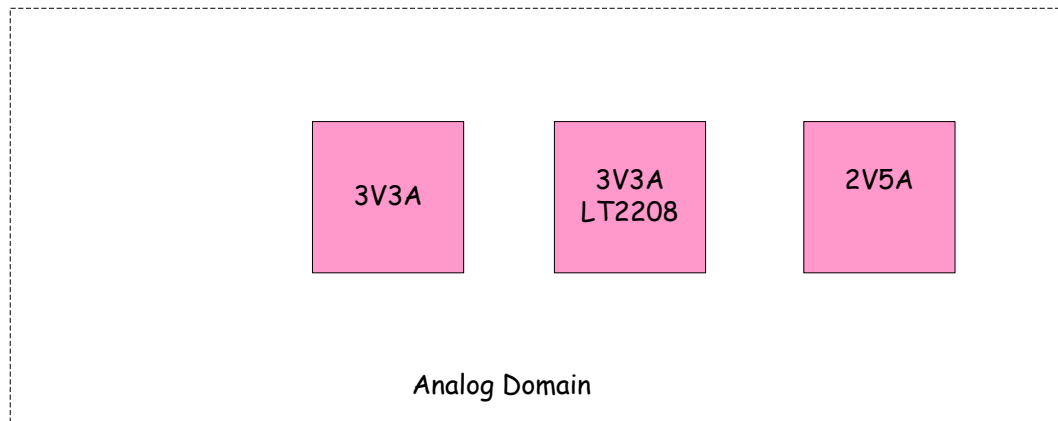 3V3A
3V3A
LT2208
2V5A
Analog Domain